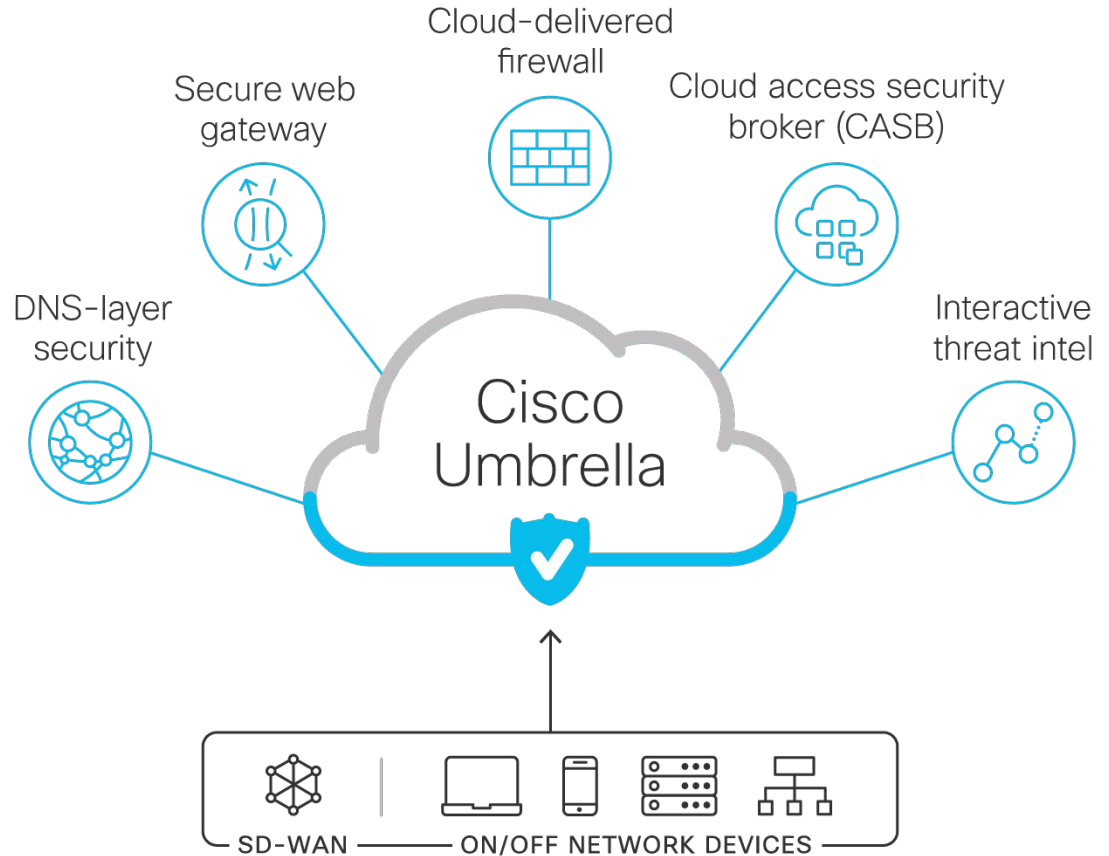 Cloud-delivered
firewall
Secure web
gateway
Cloud access security
broker (CASB)
DNS-layer
security
Interactive
threat intel
Cisco
Umbrella
SD-WAN
ON/OFF NETWORK DEVICES